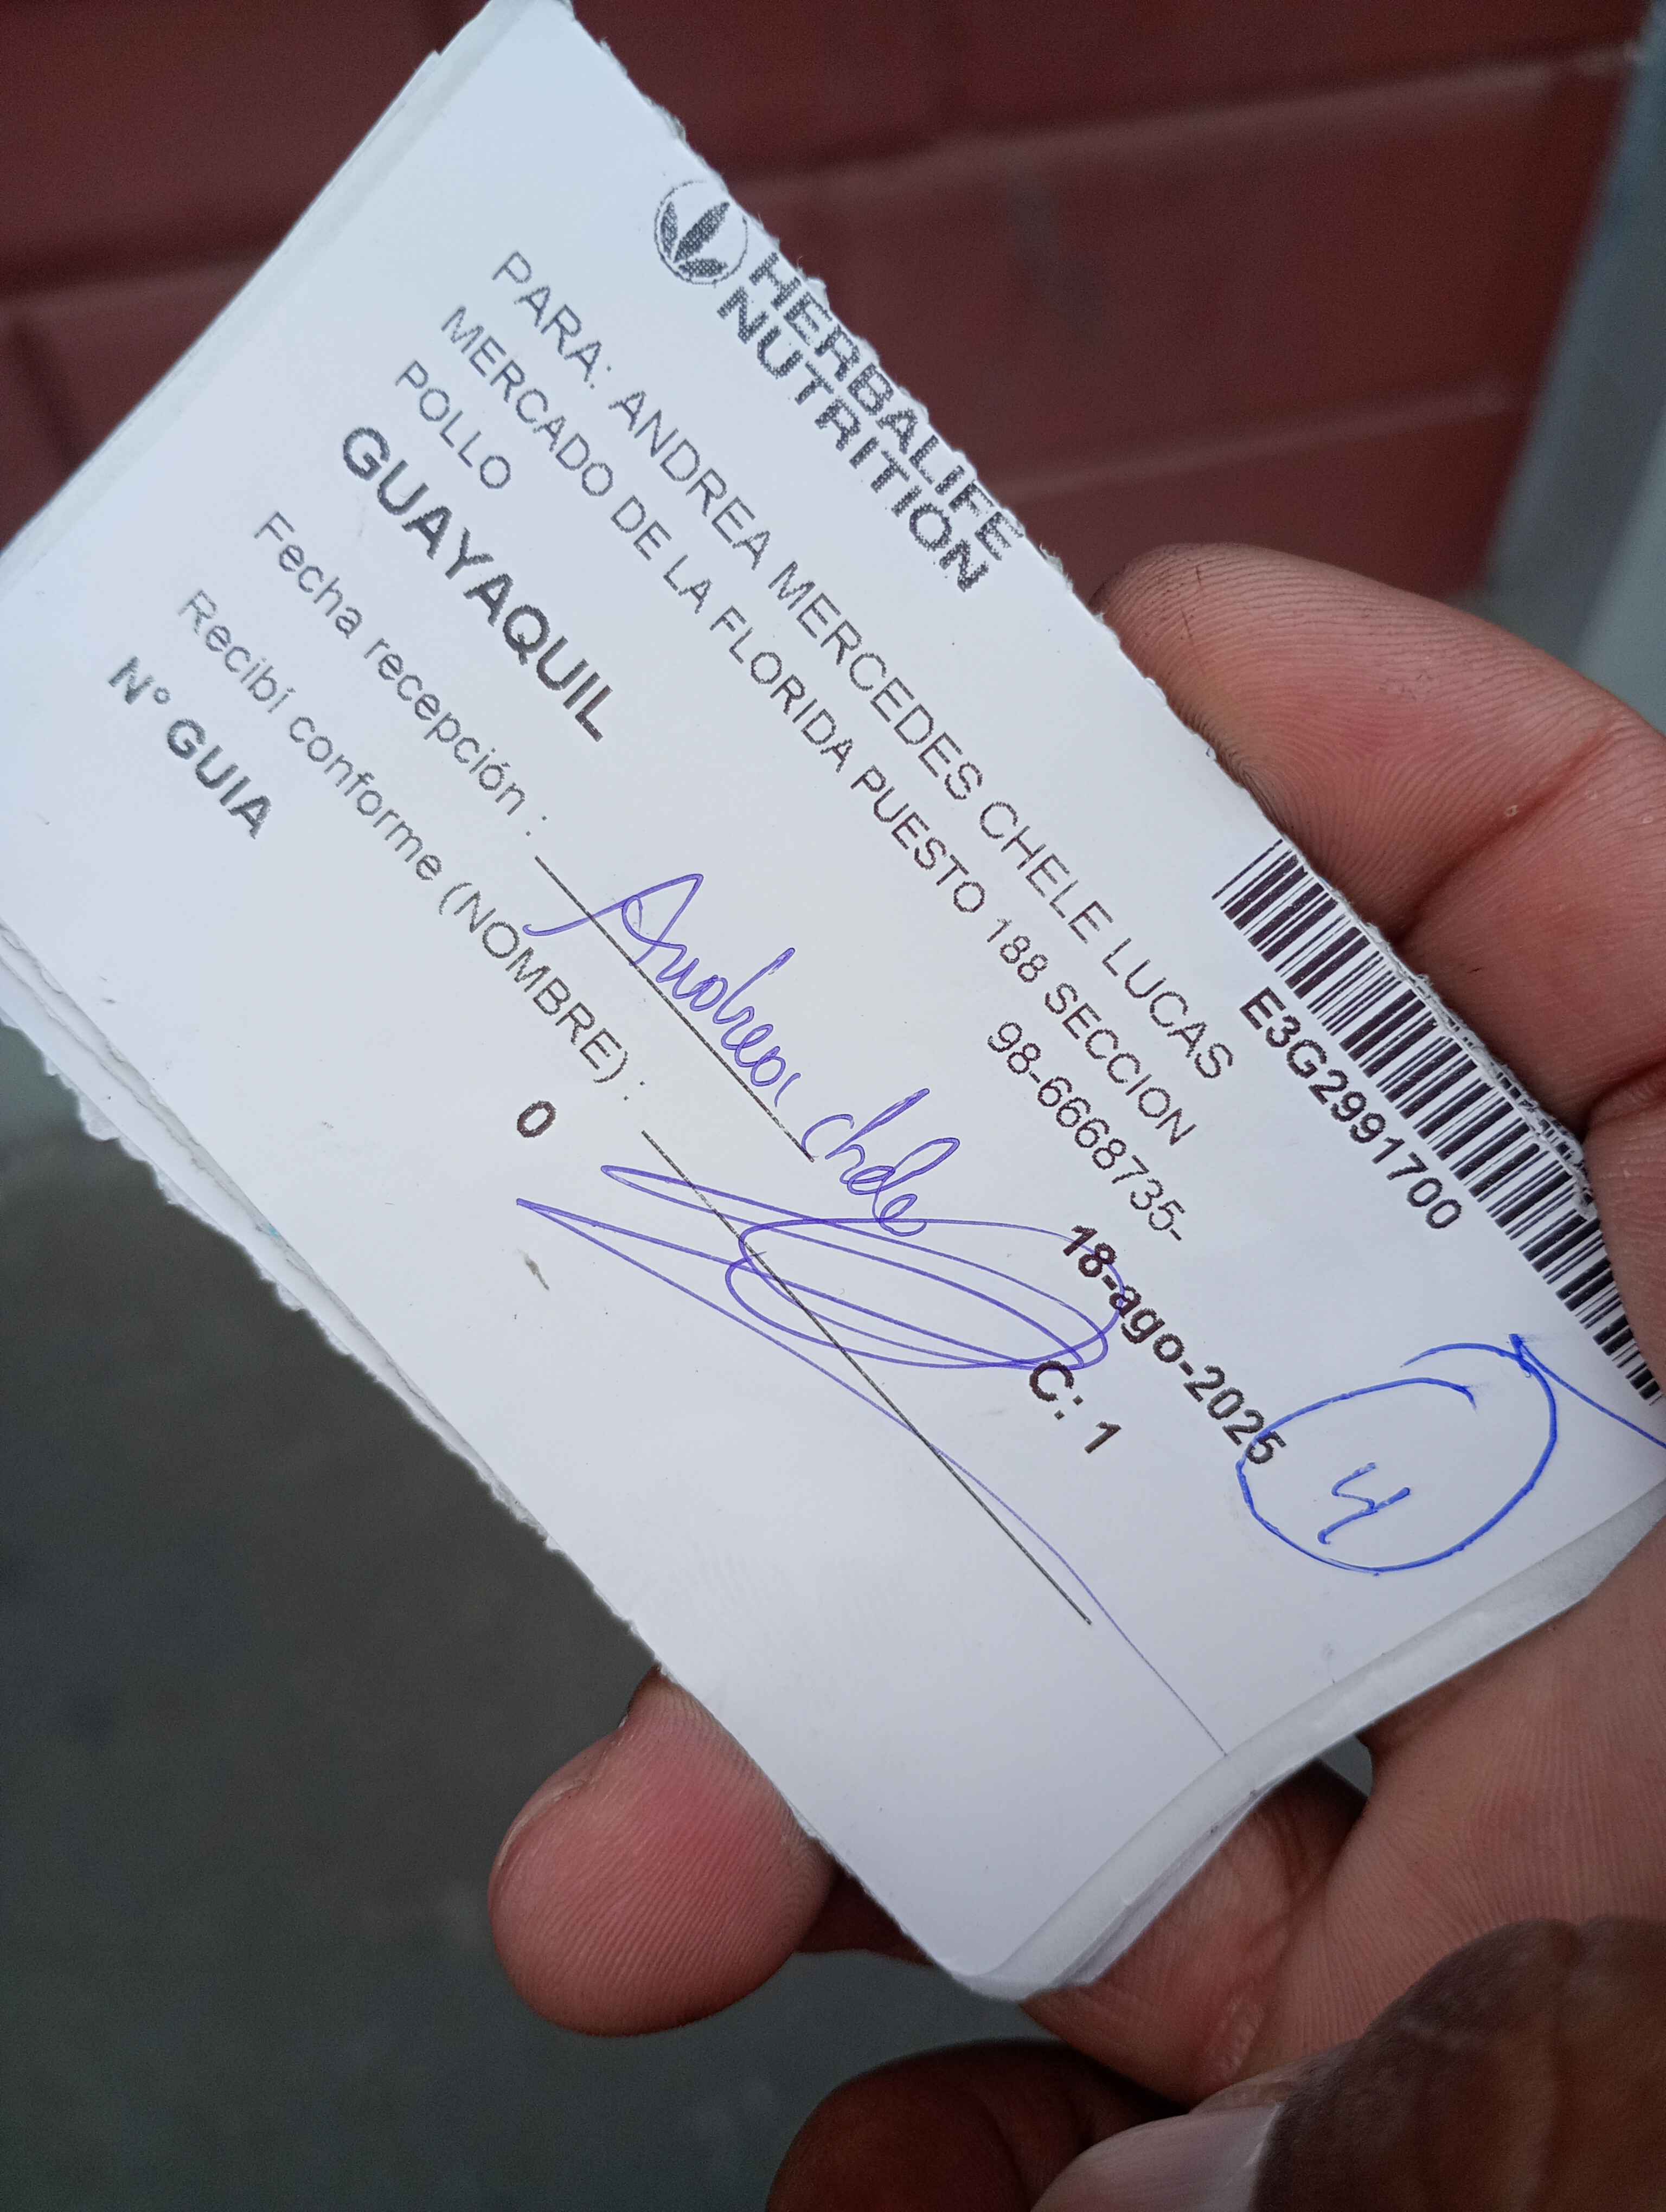 HERBALIFE
NUTRITION
E3G2991700
PARA: ANDREA MERCEDES CHELE LUCAS
MERCADO DE LA FLORIDA PUESTO 188 SECCION
POLLO
98-6668735-
GUAYAQUIL
18-ago-2025
4
Fecha recepción :
Andrea chele
C: 1
Recibí conforme (NOMBRE) :
N° GUIA
0